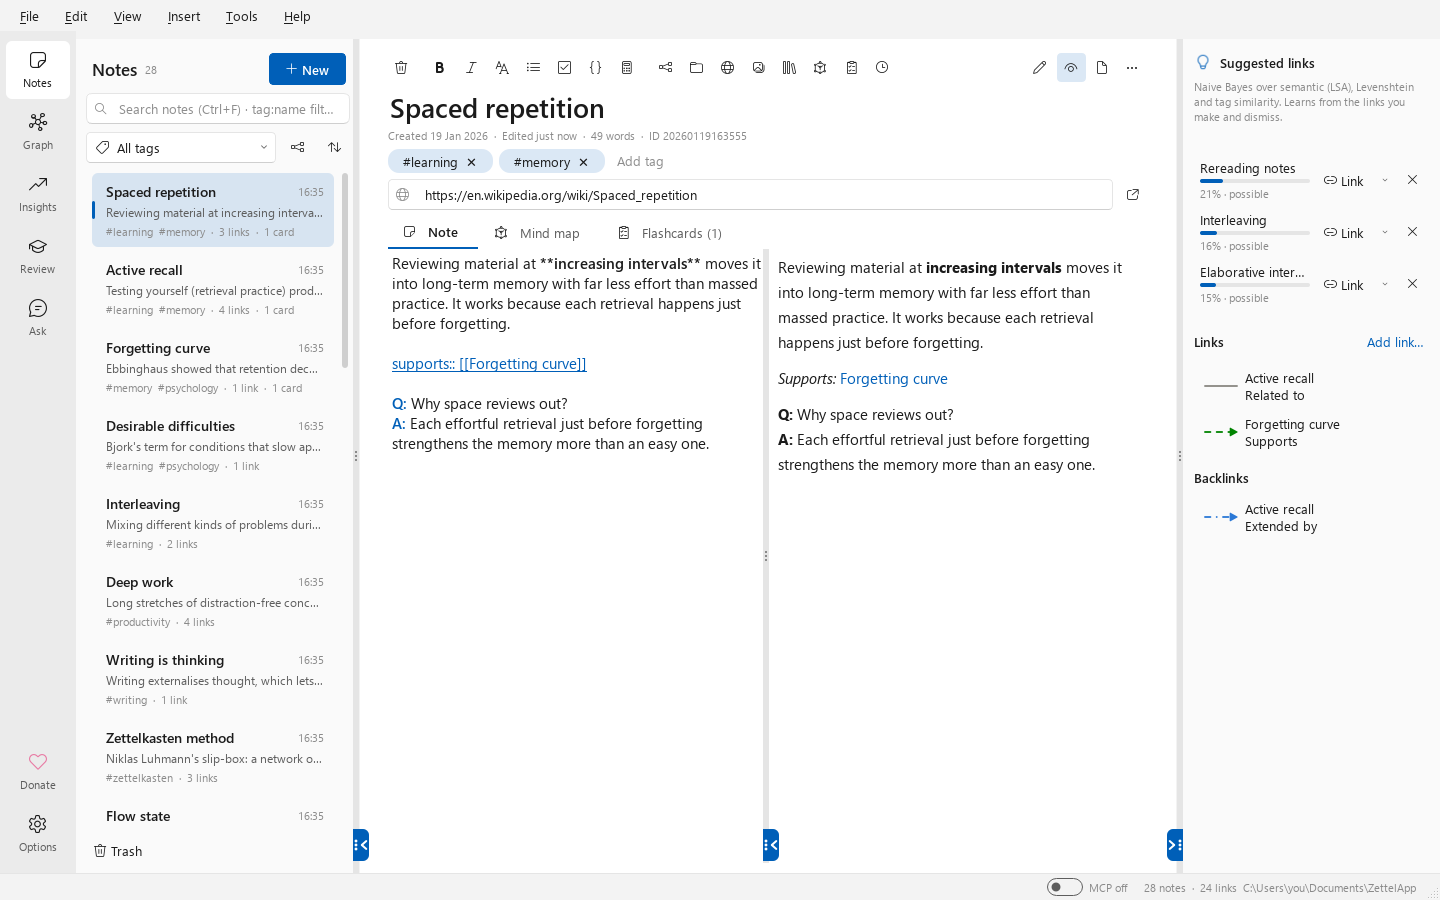 File Edit View Insert Tools Help
Notes
Graph
Insights
Review
Ask
Donate
Options
Notes 28
New
Search notes (Ctrl+F) · tag:name filt...
All tags
Spaced repetition 16:35
Reviewing material at increasing interva...
#learning #memory · 3 links · 1 card
Active recall 16:35
Testing yourself (retrieval practice) prod...
#learning #memory · 4 links · 1 card
Forgetting curve 16:35
Ebbinghaus showed that retention dec...
#memory #psychology · 1 link · 1 card
Desirable difficulties 16:35
Bjork's term for conditions that slow ap...
#learning #psychology · 1 link
Interleaving 16:35
Mixing different kinds of problems duri...
#learning · 2 links
Deep work 16:35
Long stretches of distraction-free conc...
#productivity · 4 links
Writing is thinking 16:35
Writing externalises thought, which lets...
#writing · 1 link
Zettelkasten method 16:35
Niklas Luhmann's slip-box: a network o...
#zettelkasten · 3 links
Flow state 16:35
Trash
B
Spaced repetition
Created 19 Jan 2026 · Edited just now · 49 words · ID 20260119163555
#learning × #memory × Add tag
https://en.wikipedia.org/wiki/Spaced_repetition
Note Mind map Flashcards (1)
Reviewing material at **increasing intervals** moves it
into long-term memory with far less effort than massed
practice. It works because each retrieval happens just
before forgetting.
supports:: [[Forgetting curve]]
Q: Why space reviews out?
A: Each effortful retrieval just before forgetting
strengthens the memory more than an easy one.
Reviewing material at increasing intervals moves it
into long-term memory with far less effort than
massed practice. It works because each retrieval
happens just before forgetting.
Supports: Forgetting curve
Q: Why space reviews out?
A: Each effortful retrieval just before forgetting
strengthens the memory more than an easy one.
Suggested links
Naive Bayes over semantic (LSA), Levenshtein
and tag similarity. Learns from the links you
make and dismiss.
Rereading notes
Link
21% · possible
Interleaving
Link
16% · possible
Elaborative inter...
Link
15% · possible
Links Add link...
Active recall
Related to
Forgetting curve
Supports
Backlinks
Active recall
Extended by
MCP off 28 notes · 24 links C:\Users\you\Documents\ZettelApp